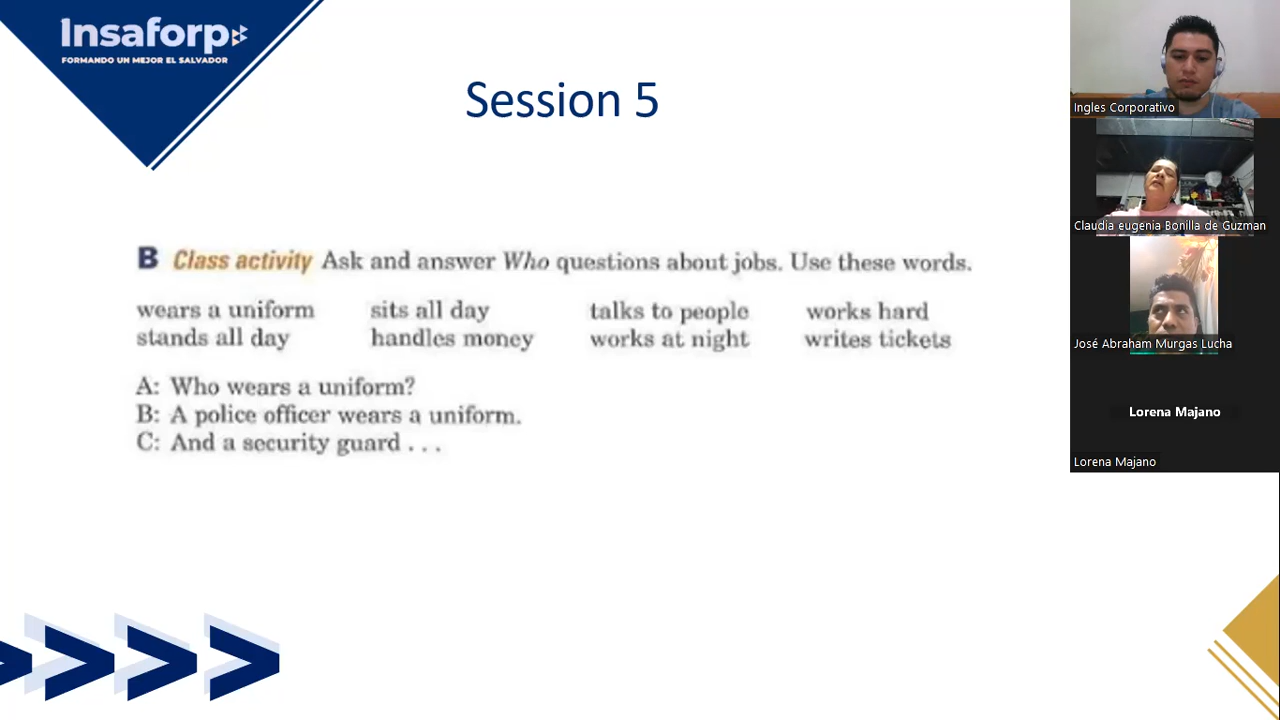 Insaforp
FORMANDO UN MEJOR EL SALVADOR
Session 5
B Class activity Ask and answer Who questions about jobs. Use these words.
wears a uniform sits all day talks to people works hard
stands all day handles money works at night writes tickets
A: Who wears a uniform?
B: A police officer wears a uniform.
C: And a security guard . . .
Ingles Corporativo
Claudia eugenia Bonilla de Guzman
José Abraham Murgas Lucha
Lorena Majano
Lorena Majano